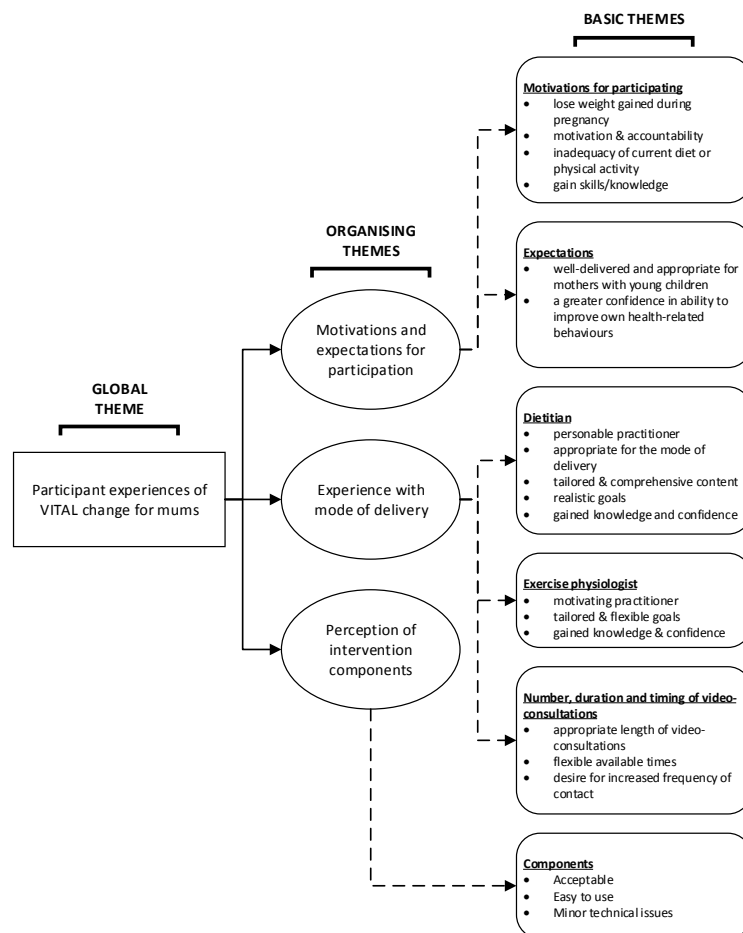 BASIC THEMES
Motivations for participating
• lose weight gained during
pregnancy
• motivation & accountability
• inadequacy of current diet or
physical activity
• gain skills/knowledge
ORGANISING
THEMES
Expectations
• well-delivered and appropriate for
mothers with young children
• a greater confidence in ability to
improve own health-related
behaviours
Motivations and
expectations for
participation
GLOBAL
THEME
Dietitian
• personable practitioner
• appropriate for the mode of
delivery
• tailored & comprehensive content
• realistic goals
• gained knowledge and confidence
Participant experiences of
VITAL change for mums
Experience with
mode of delivery
Exercise physiologist
• motivating practitioner
• tailored & flexible goals
• gained knowledge & confidence
Perception of
intervention
components
Number, duration and timing of video-
consultations
• appropriate length of video-
consultations
• flexible available times
• desire for increased frequency of
contact
Components
• Acceptable
• Easy to use
• Minor technical issues